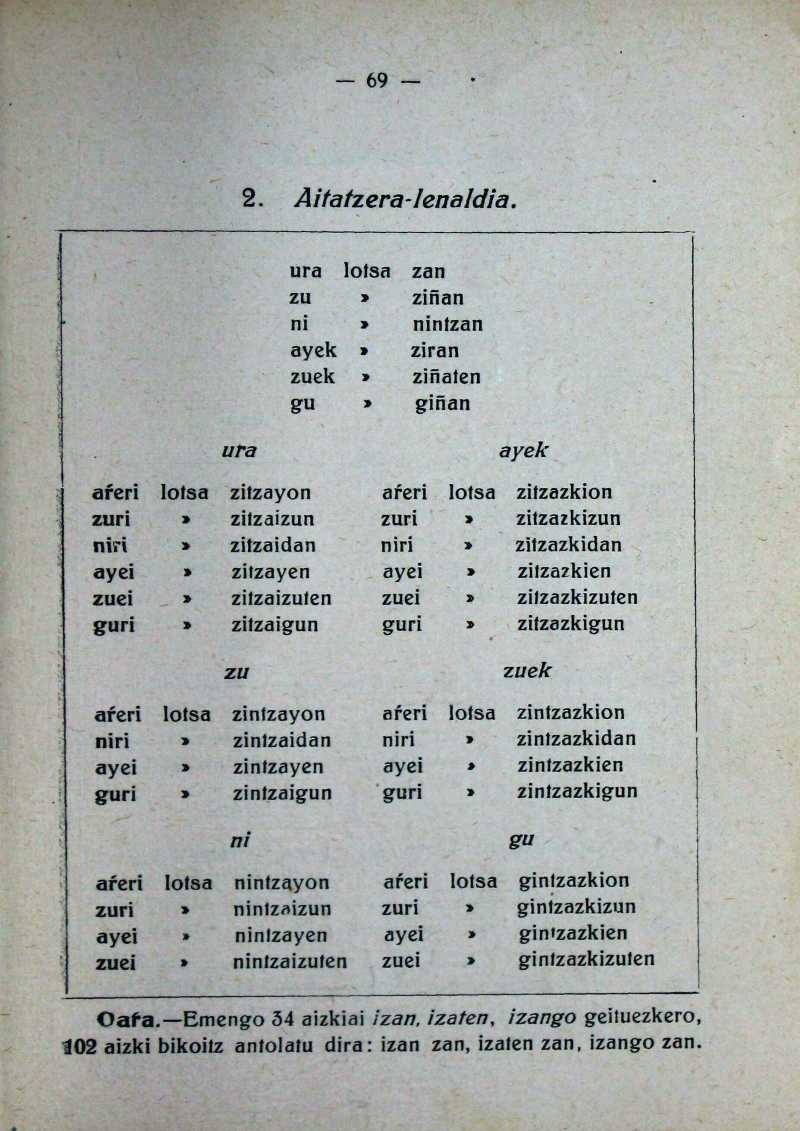 — 69 —
2. Aitatzera-lenaldia.
ura lotsa zan
zu » ziñan
ni » nintzan
ayek » ziran
zuek » ziñaten
gu » giñan
ura ayek
aŕeri lotsa zitzayon aŕeri lotsa zitzazkion
zuri » zitzaizun zuri » zitzazkizun
niri » zitzaidan niri » zitzazkidan
ayei » zitzayen ayei » zitzazkien
zuei » zitzaizuten zuei » zitzazkizuten
guri » zitzaigun guri » zitzazkigun
zu zuek
aŕeri lotsa zintzayon aŕeri lotsa zintzazkion
niri » zintzaidan niri » zintzazkidan
ayei » zintzayen ayei » zintzazkien
guri » zintzaigun guri » zintzazkigun
ni gu
aŕeri lotsa nintzayon aŕeri lotsa gintzazkion
zuri » nintzaizun zuri » gintzazkizun
ayei » nintzayen ayei » gintzazkien
zuei » nintzaizuten zuei » gintzazkizuten
Oaŕa.—Emengo 34 aizkiai izan, izaten, izango geituezkero,
102 aizki bikoitz antolatu dira: izan zan, izaten zan, izango zan.